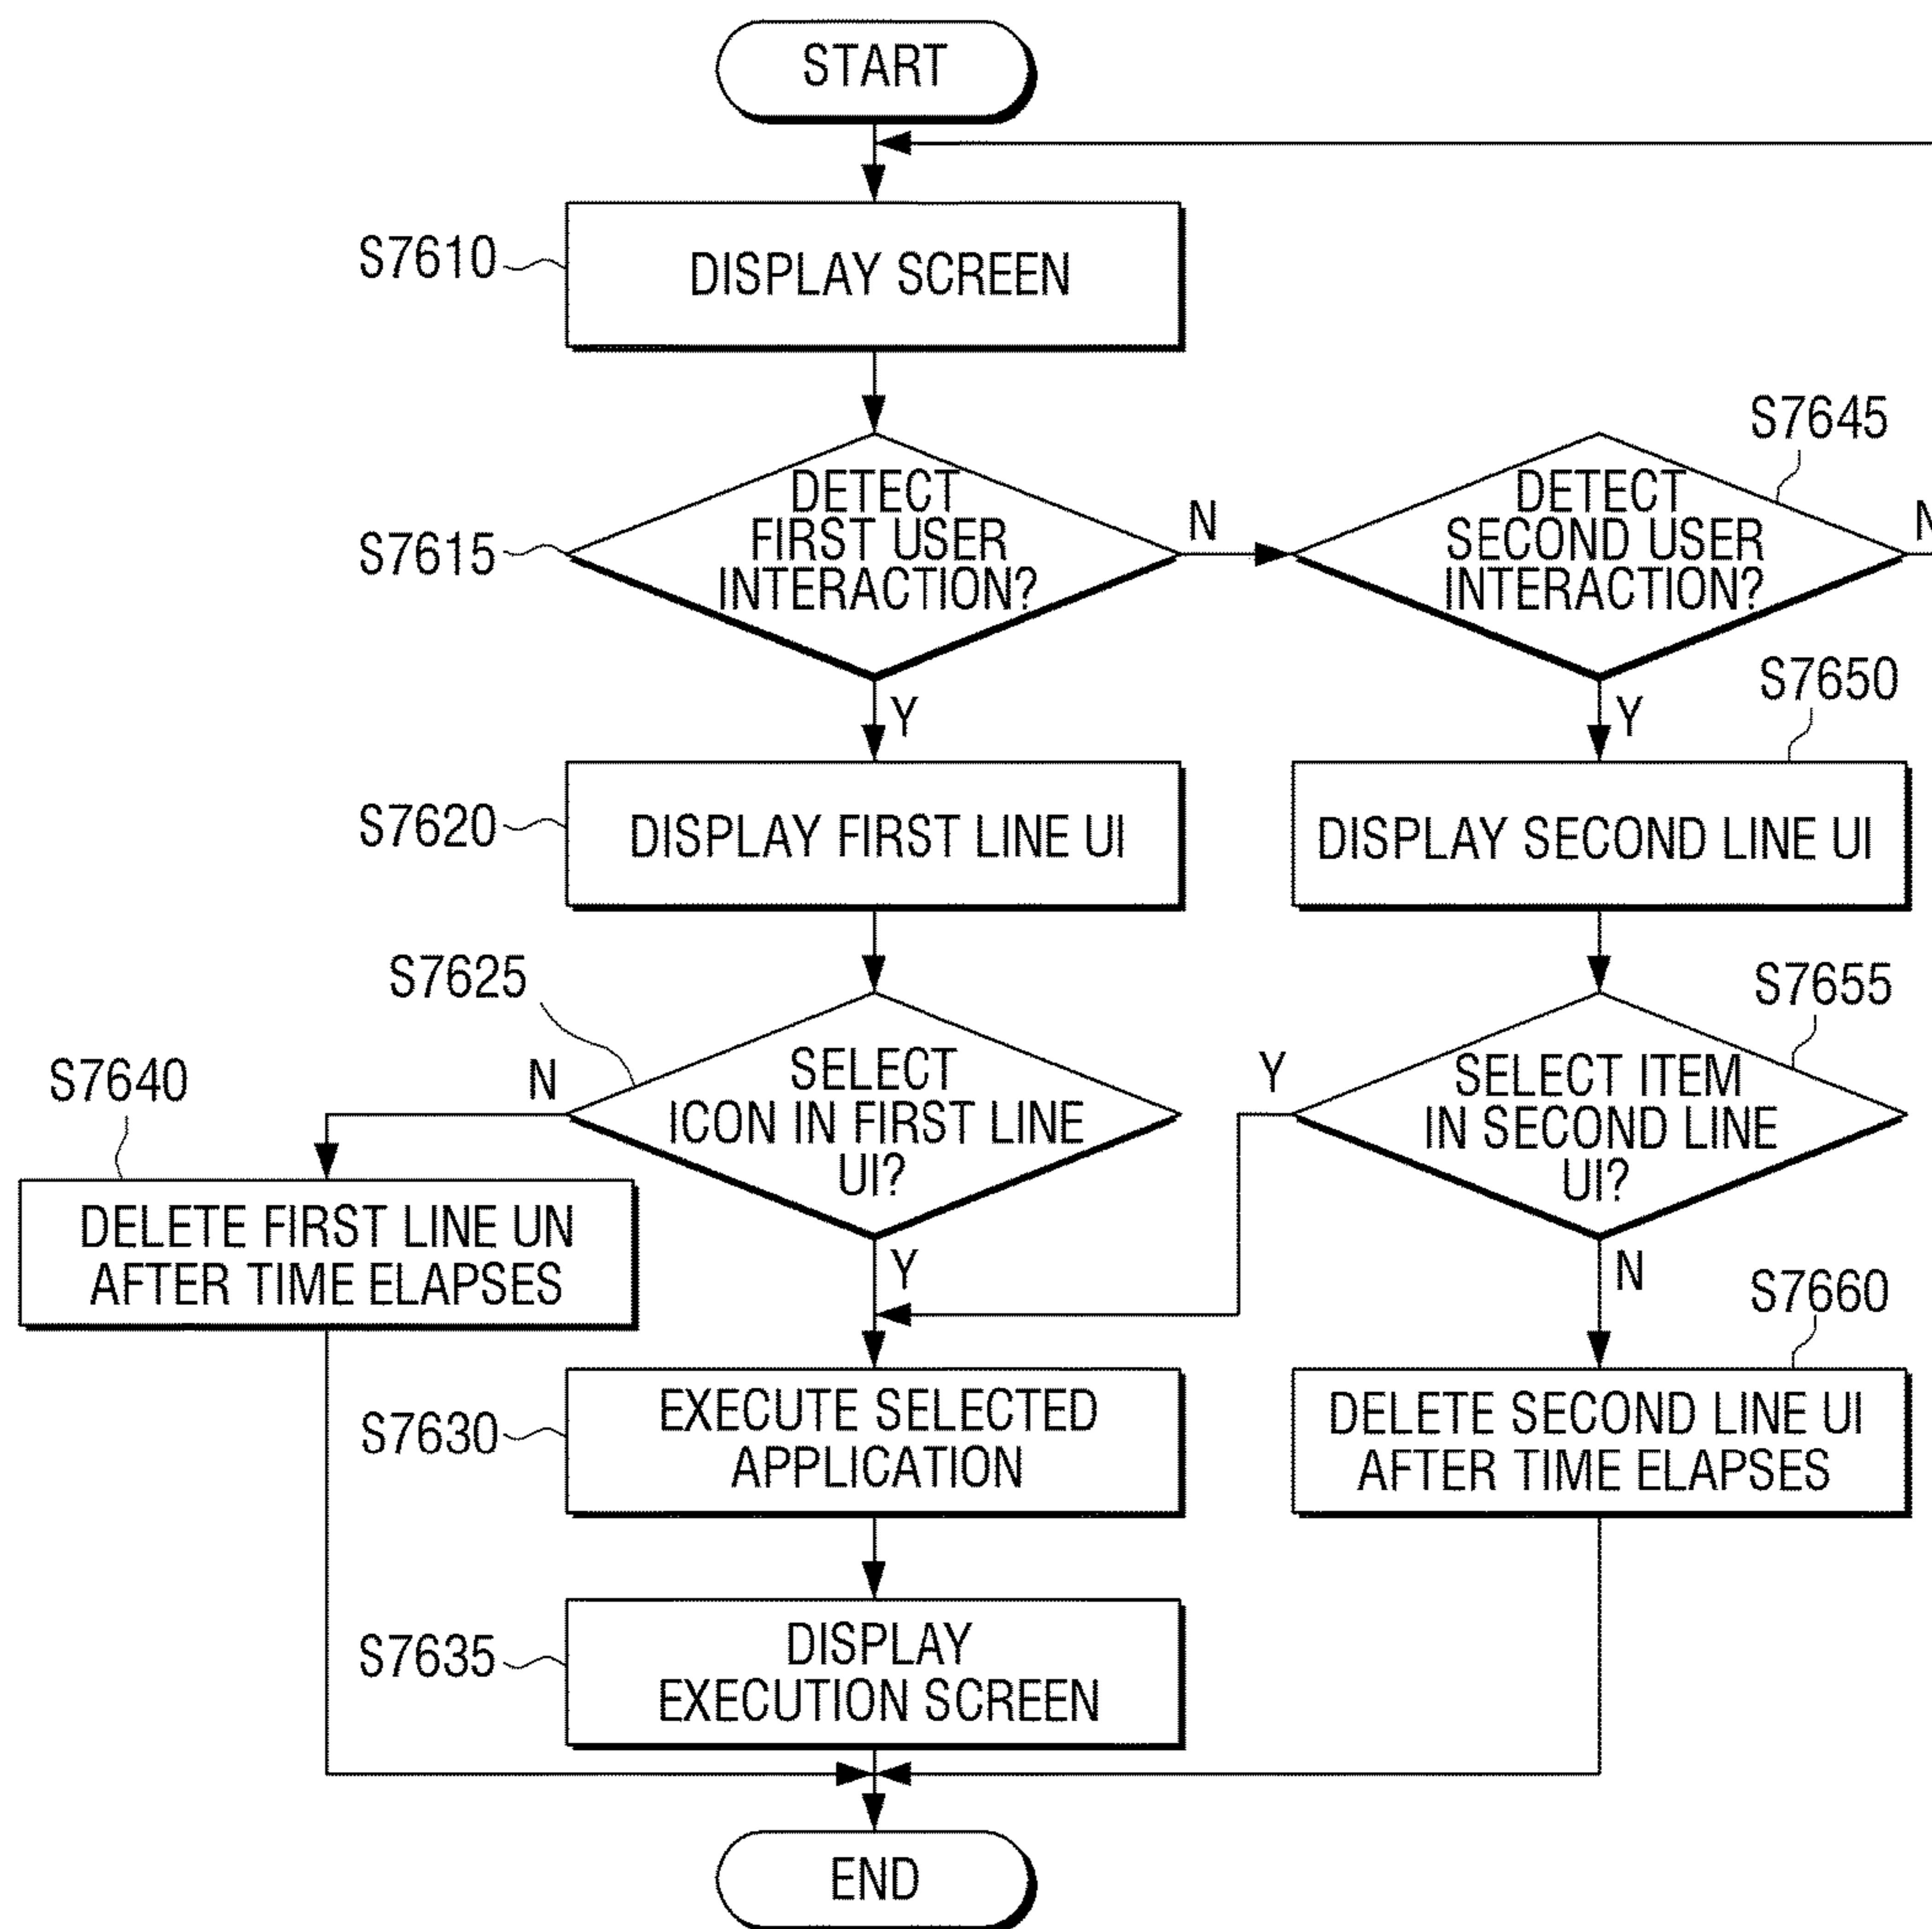 START
S7610
DISPLAY SCREEN
S7615
DETECT
FIRST USER
INTERACTION?
N
S7645
DETECT
SECOND USER
INTERACTION?
N
Y
Y
S7650
S7620
DISPLAY FIRST LINE UI
DISPLAY SECOND LINE UI
S7625
S7655
S7640
N
SELECT
ICON IN FIRST LINE
UI?
Y
SELECT ITEM
IN SECOND LINE
UI?
DELETE FIRST LINE UN
AFTER TIME ELAPSES
Y
N
S7660
S7630
EXECUTE SELECTED
APPLICATION
DELETE SECOND LINE UI
AFTER TIME ELAPSES
S7635
DISPLAY
EXECUTION SCREEN
END